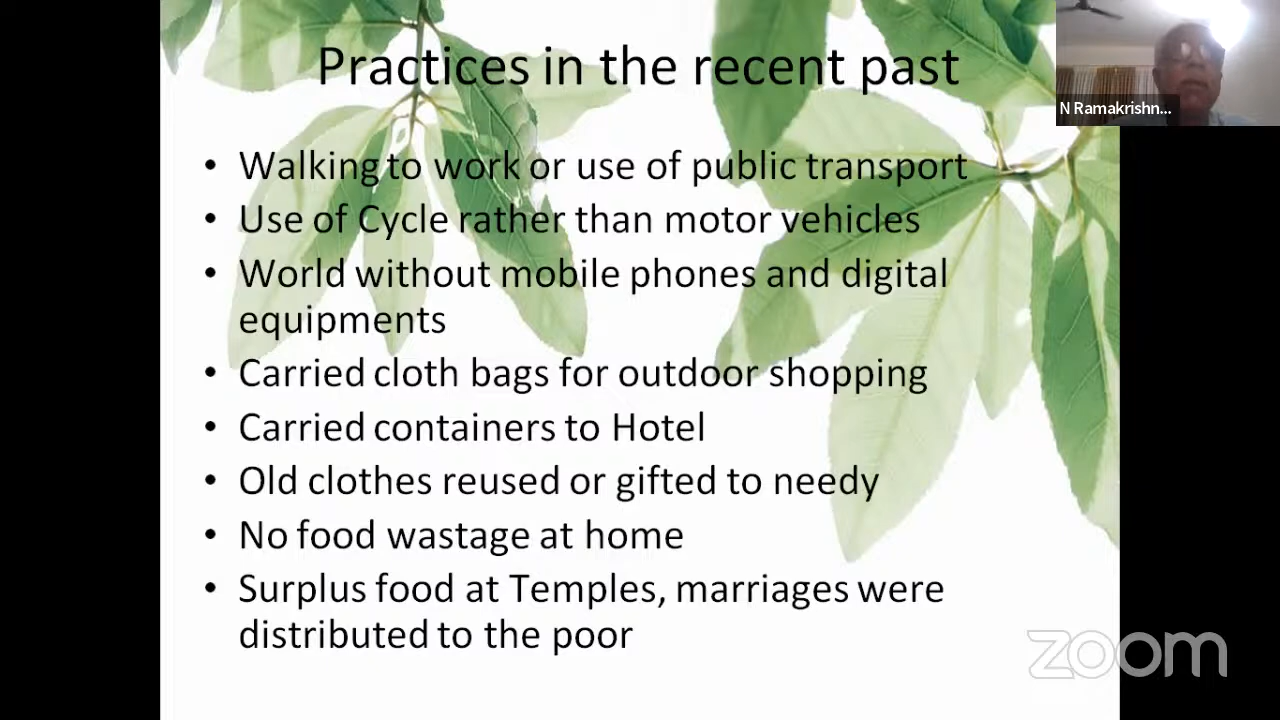 Practices in the recent past
N Ramakrishn...
• Walking to work or use of public transport
• Use of Cycle rather than motor vehicles
• World without mobile phones and digital
equipments
• Carried cloth bags for outdoor shopping
• Carried containers to Hotel
• Old clothes reused or gifted to needy
• No food wastage at home
• Surplus food at Temples, marriages were
distributed to the poor
zoom